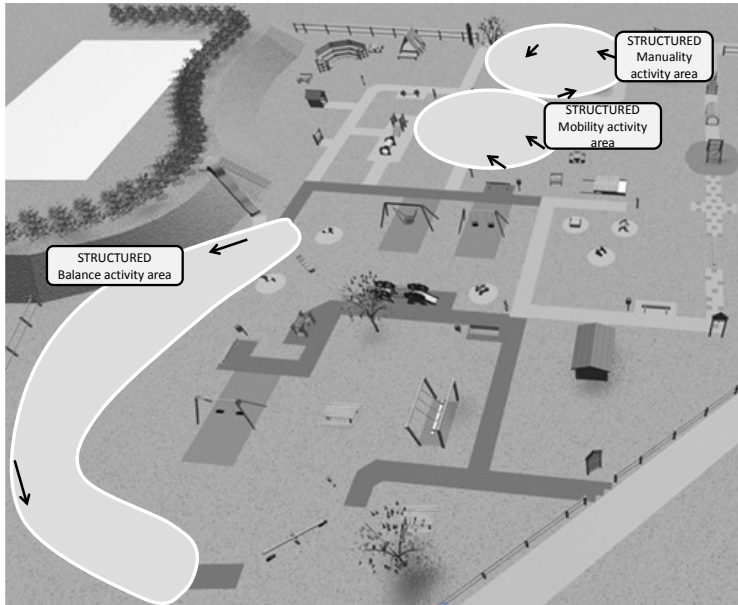 STRUCTURED
Manuality
activity area
STRUCTURED
Mobility activity
area
STRUCTURED
Balance activity area